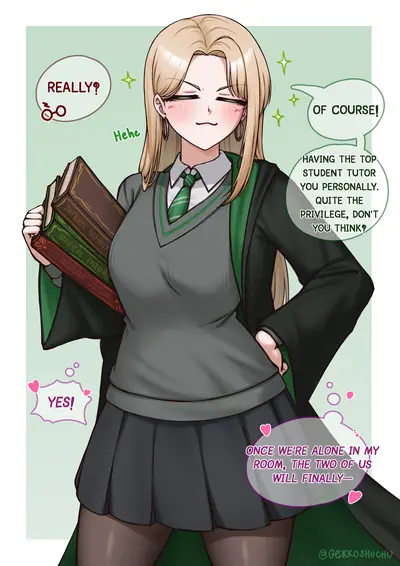 REALLY?
OF COURSE!
Hehe
HAVING THE TOP
STUDENT TUTOR
YOU PERSONALLY.
QUITE THE
PRIVILEGE, DON'T
YOU THINK?
YES!
ONCE WE'RE ALONE IN MY
ROOM, THE TWO OF US
WILL FINALLY—
@GEKKOSHUCHU